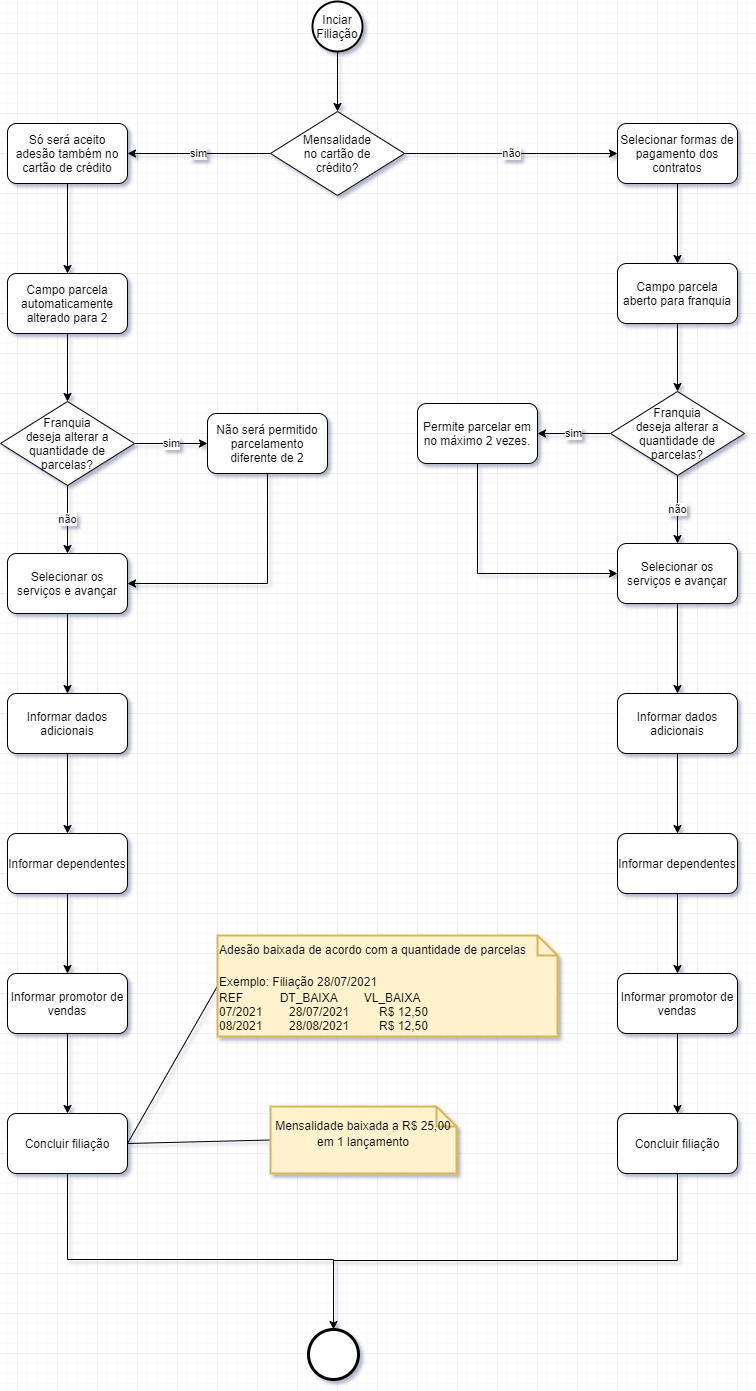 Inciar
Filiação
Mensalidade
no cartão de
crédito?
sim
não
Só será aceito
adesão também no
cartão de crédito
Selecionar formas de
pagamento dos
contratos
Campo parcela
automaticamente
alterado para 2
Campo parcela
aberto para franquia
Franquia
deseja alterar a
quantidade de
parcelas?
sim
Não será permitido
parcelamento
diferente de 2
Permite parcelar em
no máximo 2 vezes.
sim
Franquia
deseja alterar a
quantidade de
parcelas?
não
não
Selecionar os
serviços e avançar
Selecionar os
serviços e avançar
Informar dados
adicionais
Informar dados
adicionais
Informar dependentes
Informar dependentes
Adesão baixada de acordo com a quantidade de parcelas
Exemplo: Filiação 28/07/2021
REF DT_BAIXA VL_BAIXA
07/2021 28/07/2021 R$ 12,50
08/2021 28/08/2021 R$ 12,50
Informar promotor de
vendas
Informar promotor de
vendas
Concluir filiação
Mensalidade baixada a R$ 25,00
em 1 lançamento
Concluir filiação